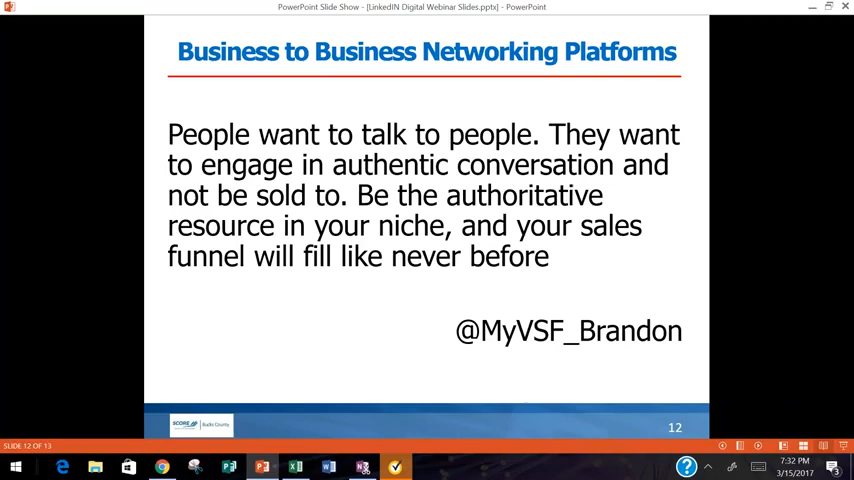 PowerPoint Slide Show - [LinkedIN Digital Webinar Slides.pptx] - PowerPoint
Business to Business Networking Platforms
People want to talk to people. They want
to engage in authentic conversation and
not be sold to. Be the authoritative
resource in your niche, and your sales
funnel will fill like never before
@MyVSF_Brandon
SCORE
Bucks County
12
SLIDE 12 OF 13
7:32 PM
3/15/2017
3